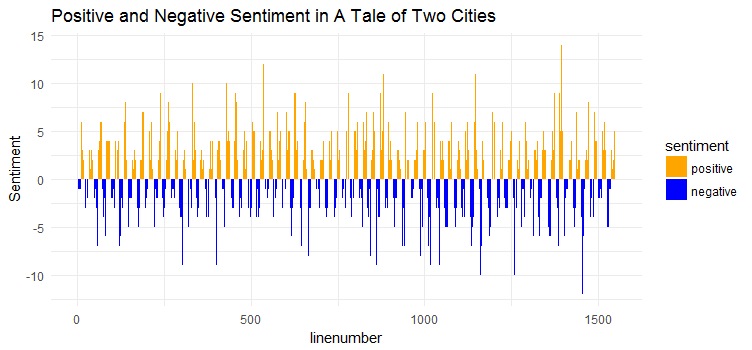 Positive and Negative Sentiment in A Tale of Two Cities
15
10
5
0
-5
-10
Sentiment
0 500 1000 1500
linenumber
sentiment
positive
negative